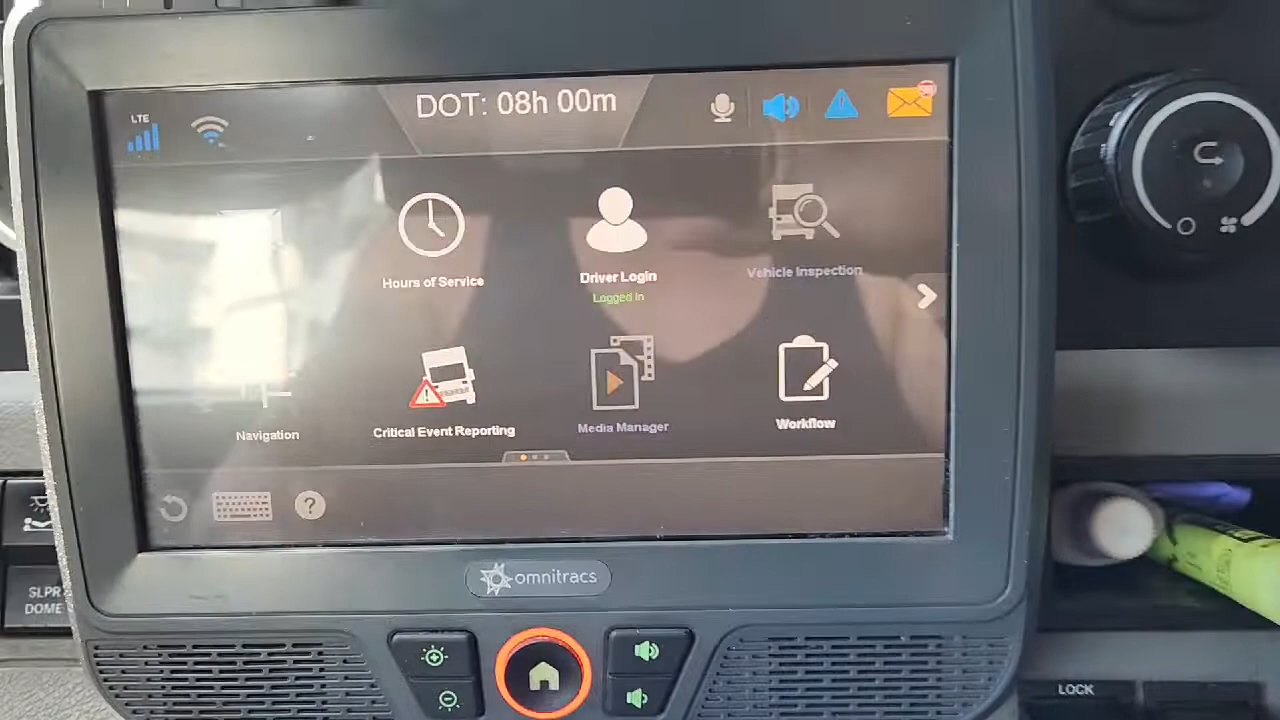 LTE
DOT: 08h 00m
Hours of Service
Driver Login
Logged In
Vehicle Inspection
Navigation
Critical Event Reporting
Media Manager
Workflow
?
omnitracs
SLPR
DOME
LOCK